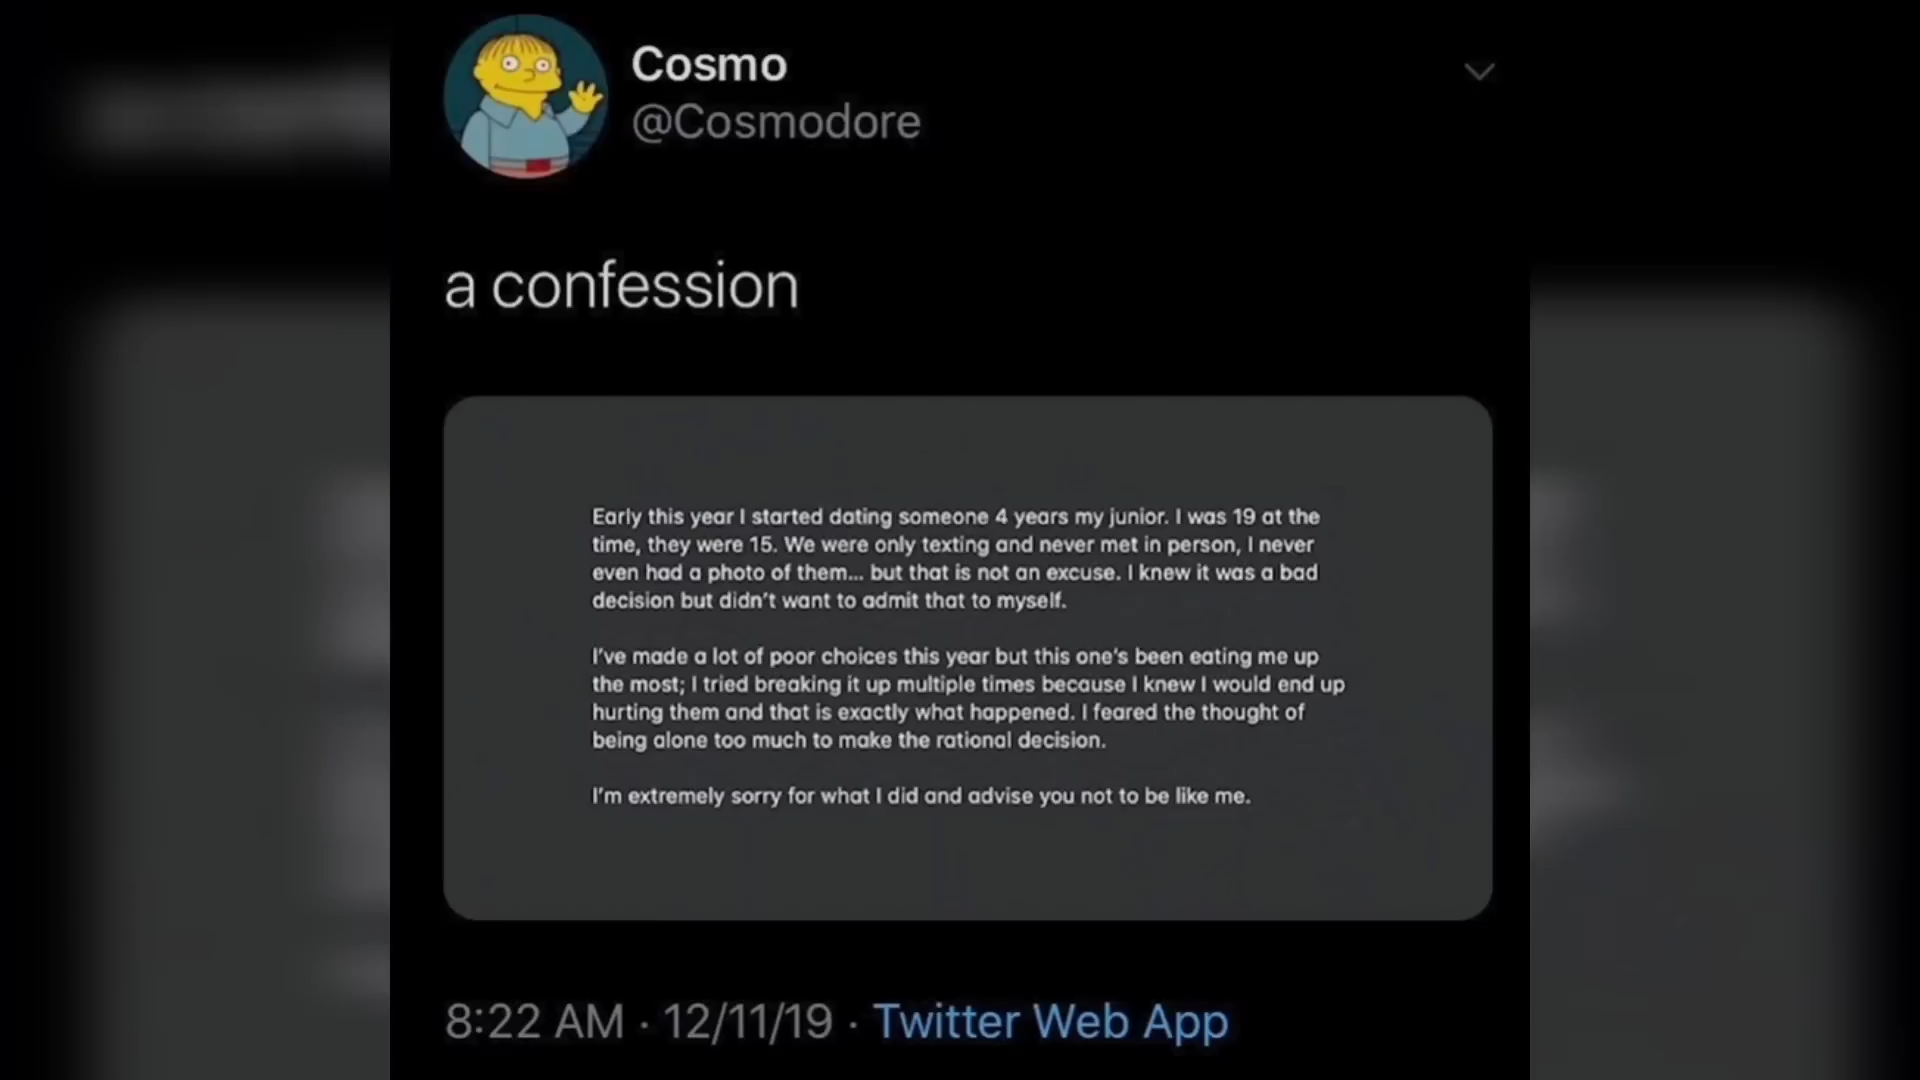 Cosmo
@Cosmodore
a confession
Early this year I started dating someone 4 years my junior. I was 19 at the
time, they were 15. We were only texting and never met in person, I never
even had a photo of them... but that is not an excuse. I knew it was a bad
decision but didn't want to admit that to myself.
I've made a lot of poor choices this year but this one's been eating me up
the most; I tried breaking it up multiple times because I knew I would end up
hurting them and that is exactly what happened. I feared the thought of
being alone too much to make the rational decision.
I'm extremely sorry for what I did and advise you not to be like me.
8:22 AM · 12/11/19 · Twitter Web App